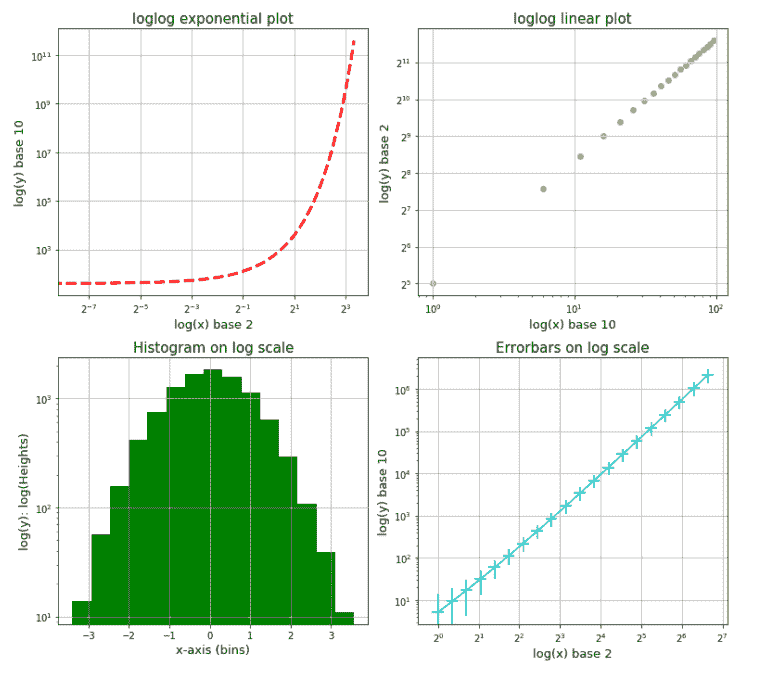 loglog exponential plot
log(y) base 10
10¹¹
10⁹
10⁷
10⁵
10³
2⁻⁷ 2⁻⁵ 2⁻³ 2⁻¹ 2¹ 2³
log(x) base 2
loglog linear plot
log(y) base 2
2¹¹
2¹⁰
2⁹
2⁸
2⁷
2⁶
2⁵
10⁰ 10¹ 10²
log(x) base 10
Histogram on log scale
log(y): log(Heights)
10³
10²
10¹
−3 −2 −1 0 1 2 3
x-axis (bins)
Errorbars on log scale
log(y) base 10
10⁶
10⁵
10⁴
10³
10²
10¹
2⁰ 2¹ 2² 2³ 2⁴ 2⁵ 2⁶ 2⁷
log(x) base 2